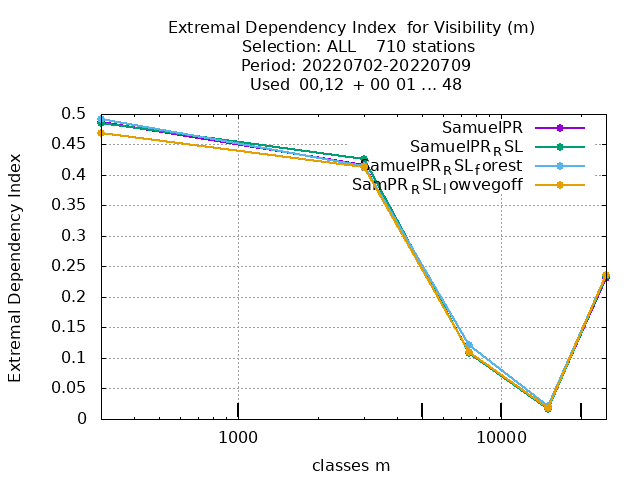 Extremal Dependency Index  for Visibility (m)
Selection: ALL    710 stations
Period: 20220702-20220709
Used  00,12  + 00 01 ... 48
SamuelPR
SamuelPR_RSL
SamuelPR_RSL_forest
SamPR_RSL_lowvegoff
Extremal Dependency Index
0.5
0.45
0.4
0.35
0.3
0.25
0.2
0.15
0.1
0.05
0
1000
10000
classes m